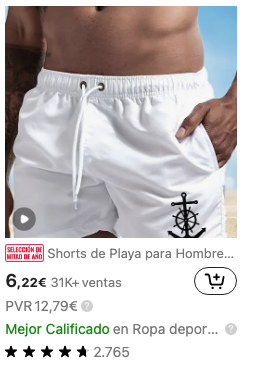 SELECCIÓN DE
MITAD DE AÑO
Shorts de Playa para Hombre...
6,22€ 31K+ ventas
PVR 12,79€
Mejor Calificado en Ropa depor...
2.765